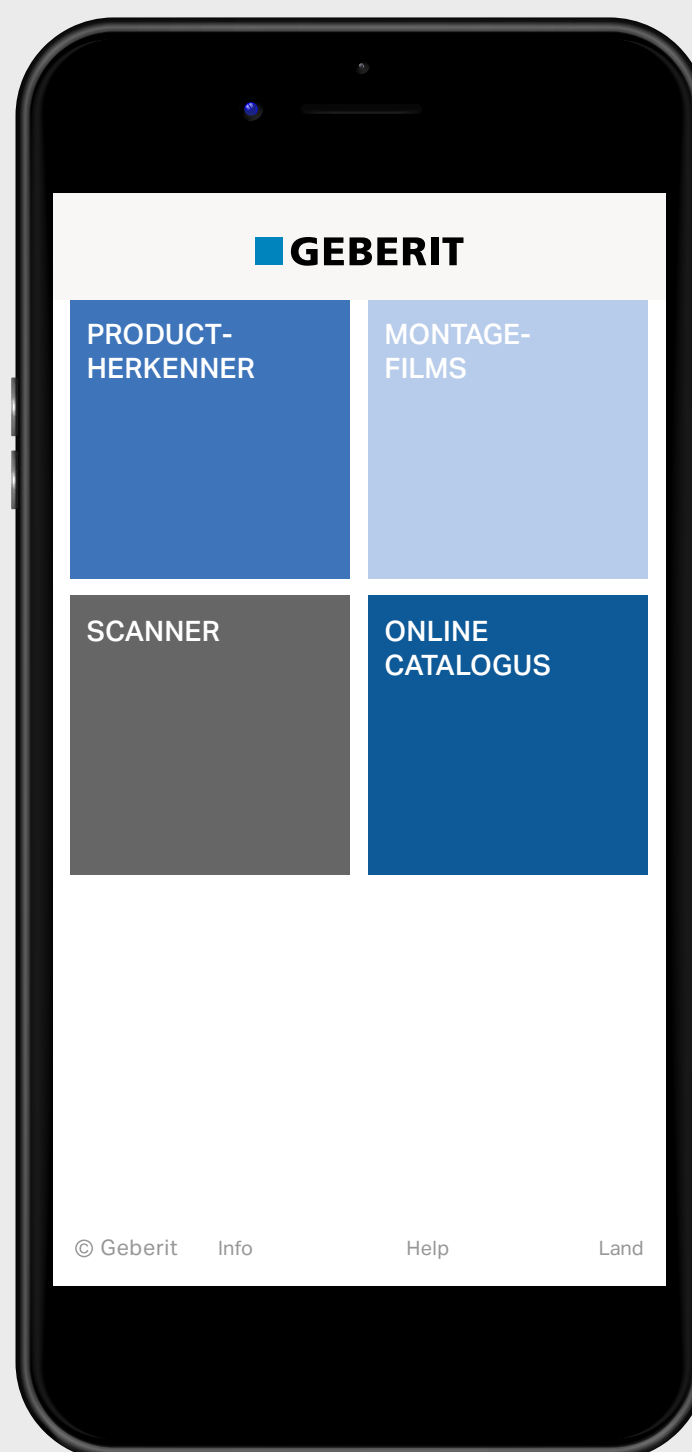 GEBERIT
PRODUCT-
HERKENNER
MONTAGE-
FILMS
SCANNER
ONLINE
CATALOGUS
© Geberit Info Help Land